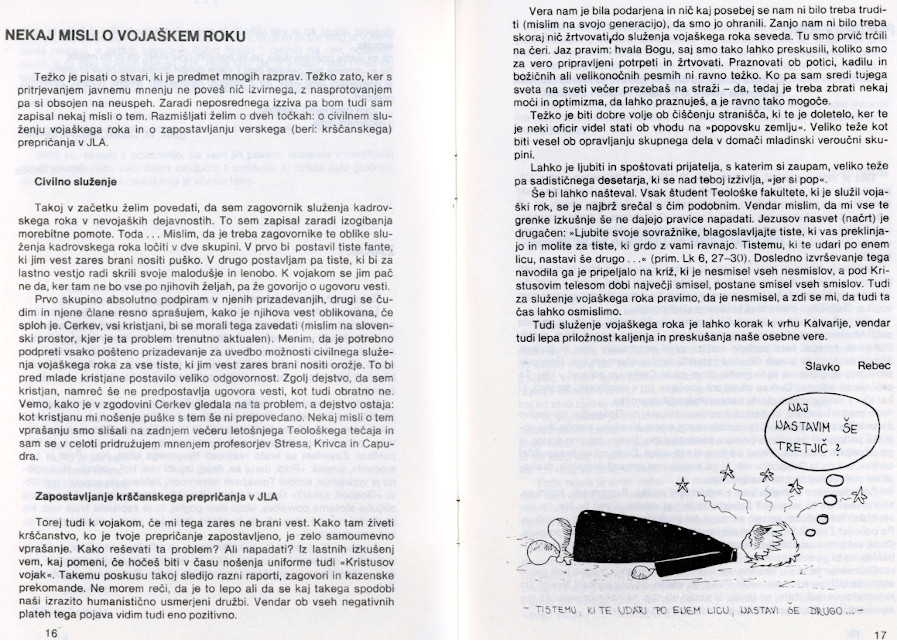 NEKAJ MISLI O VOJAŠKEM ROKU
Težko je pisati o stvari, ki je predmet mnogih razprav. Težko zato, ker s
pritrjevanjem javnemu mnenju ne poveš nič izvirnega, z nasprotovanjem
pa si obsojen na neuspeh. Zaradi neposrednega izziva pa bom tudi sam
zapisal nekaj misli o tem. Razmišljati želim o dveh točkah: o civilnem slu-
ženju vojaškega roka in o zapostavljanju verskega (beri: krščanskega)
prepričanja v JLA.
Civilno služenje
Takoj v začetku želim povedati, da sem zagovornik služenja kadrov-
skega roka v nevojaških dejavnostih. To sem zapisal zaradi izogibanja
morebitne pomote. Toda . . . Mislim, da je treba zagovornike te oblike slu-
ženja kadrovskega roka ločiti v dve skupini. V prvo bi postavil tiste fante,
ki jim vest zares brani nositi puško. V drugo postavljam pa tiste, ki bi za
lastno vestjo radi skrili svoje malodušje in lenobo. K vojakom se jim pač
ne da, ker tam ne bo vse po njihovih željah, pa že govorijo o ugovoru vesti.
Prvo skupino absolutno podpiram v njenih prizadevanjih, drugi se ču-
dim in njene člane resno sprašujem, kako je njihova vest oblikovana, če
sploh je. Cerkev, vsi kristjani, bi se morali tega zavedati (mislim na sloven-
ski prostor, kjer je ta problem trenutno aktualen). Menim, da je potrebno
podpreti vsako pošteno prizadevanje za uvedbo možnosti civilnega služe-
nja vojaškega roka za vse tiste, ki jim vest zares brani nositi orožje. To bi
pred mlade kristjane postavilo veliko odgovornost. Zgolj dejstvo, da sem
kristjan, namreč še ne predpostavlja ugovora vesti, kot tudi obratno ne.
Vemo, kako je v zgodovini Cerkev gledala na ta problem, a dejstvo ostaja:
kot kristjanu mi nošenje puške s tem še ni prepovedano. Nekaj misli o tem
vprašanju smo slišali na zadnjem večeru letošnjega Teološkega tečaja in
sam se v celoti pridružujem mnenjem profesorjev Stresa, Krivca in Capu-
dra.
Zapostavljanje krščanskega prepričanja v JLA
Torej tudi k vojakom, če mi tega zares ne brani vest. Kako tam živeti
krščanstvo, ko je tvoje prepričanje zapostavljeno, je zelo samoumevno
vprašanje. Kako reševati ta problem? Ali napadati? Iz lastnih izkušenj
vem, kaj pomeni, če hočeš biti v času nošenja uniforme tudi »Kristusov
vojak«. Takemu poskusu takoj sledijo razni raporti, zagovori in kazenske
prekomande. Ne morem reči, da je to lepo ali da se kaj takega spodobi
naši izrazito humanistično usmerjeni družbi. Vendar ob vseh negativnih
plateh tega pojava vidim tudi eno pozitivno.
16
Vera nam je bila podarjena in nič kaj posebej se nam ni bilo treba trudi-
ti (mislim na svojo generacijo), da smo jo ohranili. Zanjo nam ni bilo treba
skoraj nič žrtvovati, do služenja vojaškega roka seveda. Tu smo prvič trčili
na čeri. Jaz pravim: hvala Bogu, saj smo tako lahko preskusili, koliko smo
za vero pripravljeni potrpeti in žrtvovati. Praznovati ob potici, kadilu in
božičnih ali velikonočnih pesmih ni ravno težko. Ko pa sam sredi tujega
sveta na sveti večer prezebaš na straži – da, tedaj je treba zbrati nekaj
moči in optimizma, da lahko praznuješ, a je ravno tako mogoče.
Težko je biti dobre volje ob čiščenju stranišča, ki te je doletelo, ker te
je neki oficir videl stati ob vhodu na »popovsku zemlju«. Veliko teže kot
biti vesel ob opravljanju skupnega dela v domači mladinski veroučni sku-
pini.
Lahko je ljubiti in spoštovati prijatelja, s katerim si zaupam, veliko teže
pa sadističnega desetarja, ki se nad teboj izživlja, »jer si pop«.
Še bi lahko našteval. Vsak študent Teološke fakultete, ki je služil voja-
ški rok, se je najbrž srečal s čim podobnim. Vendar mislim, da mi vse te
grenke izkušnje še ne dajejo pravice napadati. Jezusov nasvet (načrt) je
drugačen: »Ljubite svoje sovražnike, blagoslavljajte tiste, ki vas preklinja-
jo in molite za tiste, ki grdo z vami ravnajo. Tistemu, ki te udari po enem
licu, nastavi še drugo . . .« (prim. Lk 6, 27–30). Dosledno izvrševanje tega
navodila ga je pripeljalo na križ, ki je nesmisel vseh nesmislov, a pod Kri-
stusovim telesom dobi največji smisel, postane smisel vseh smislov. Tudi
za služenje vojaškega roka pravimo, da je nesmisel, a zdi se mi, da tudi ta
čas lahko osmislimo.
Tudi služenje vojaškega roka je lahko korak k vrhu Kalvarije, vendar
tudi lepa priložnost kaljenja in preskušanja naše osebne vere.
Slavko Rebec
NAJ
NASTAVIM ŠE
TRETJIČ ?
- TISTEMU, KI TE UDARI PO ENEM LICU, NASTAVI ŠE DRUGO... -
17